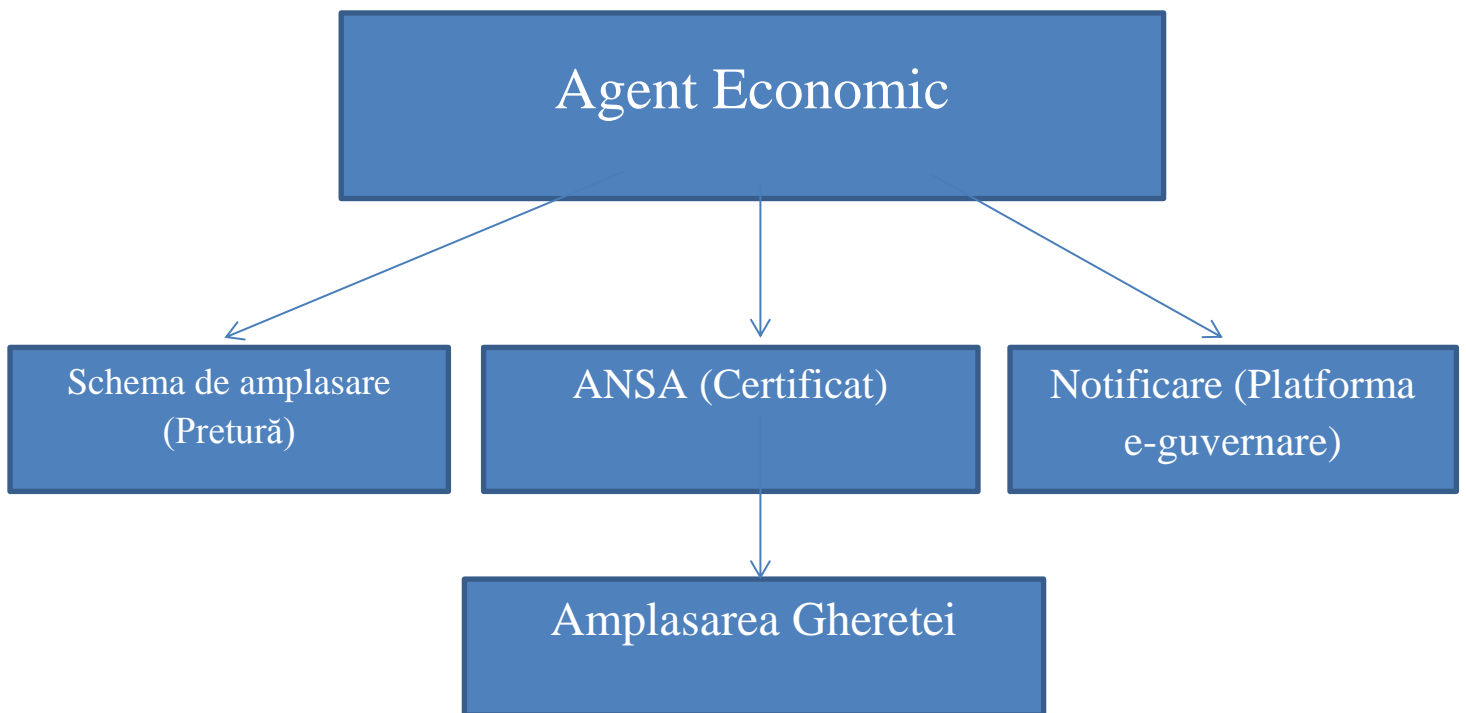 Agent Economic
Schema de amplasare
(Pretură)
ANSA (Certificat)
Notificare (Platforma
e-guvernare)
Amplasarea Gheretei